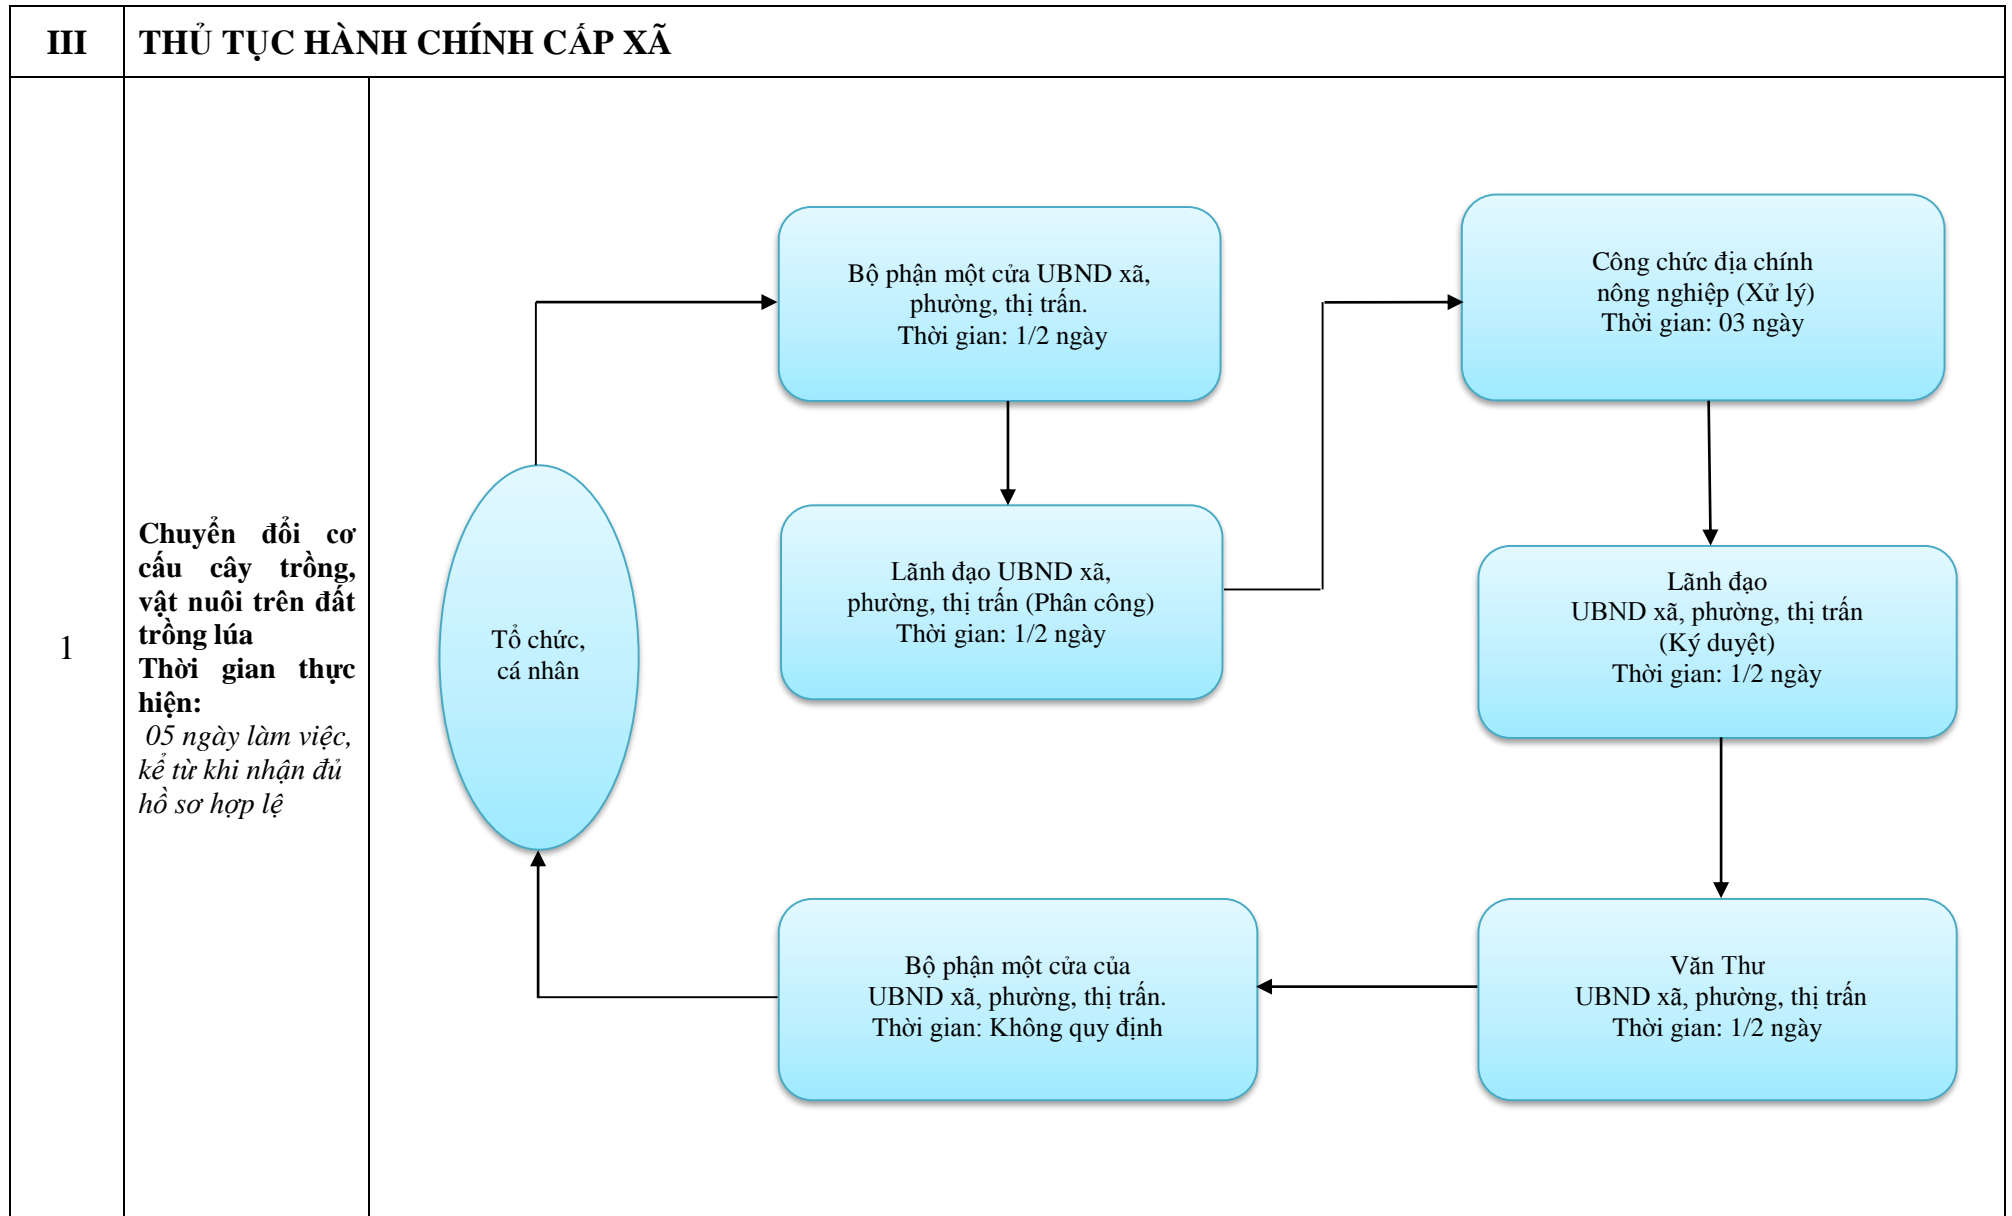 III THỦ TỤC HÀNH CHÍNH CẤP XÃ
1
Chuyển đổi cơ
cấu cây trồng,
vật nuôi trên đất
trồng lúa
Thời gian thực
hiện:
05 ngày làm việc,
kể từ khi nhận đủ
hồ sơ hợp lệ
Tổ chức,
cá nhân
Bộ phận một cửa UBND xã,
phường, thị trấn.
Thời gian: 1/2 ngày
Lãnh đạo UBND xã,
phường, thị trấn (Phân công)
Thời gian: 1/2 ngày
Công chức địa chính
nông nghiệp (Xử lý)
Thời gian: 03 ngày
Lãnh đạo
UBND xã, phường, thị trấn
(Ký duyệt)
Thời gian: 1/2 ngày
Văn Thư
UBND xã, phường, thị trấn
Thời gian: 1/2 ngày
Bộ phận một cửa của
UBND xã, phường, thị trấn.
Thời gian: Không quy định